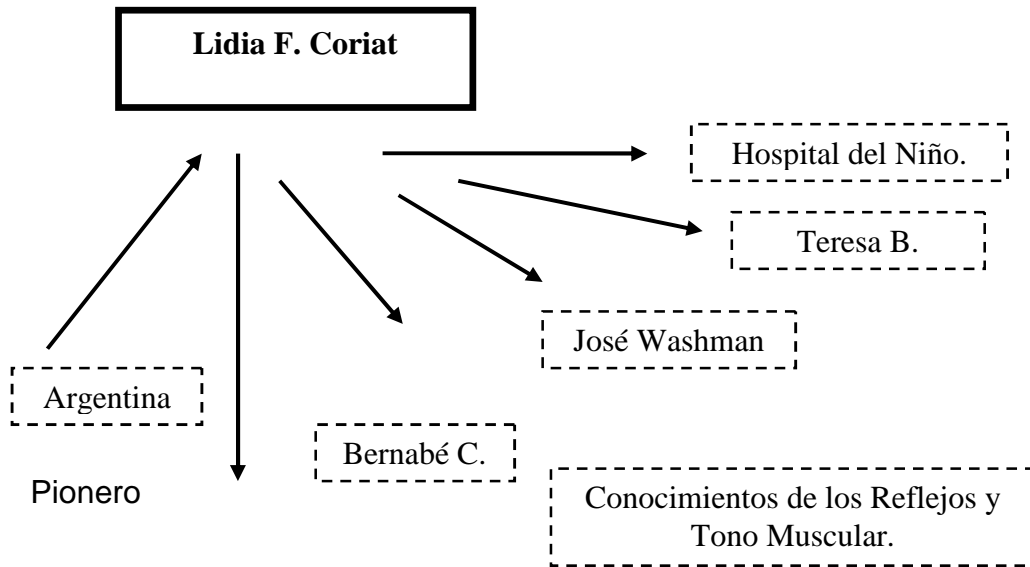 Lidia F. Coriat
Hospital del Niño.
Teresa B.
José Washman
Argentina
Bernabé C.
Pionero
Conocimientos de los Reflejos y
Tono Muscular.